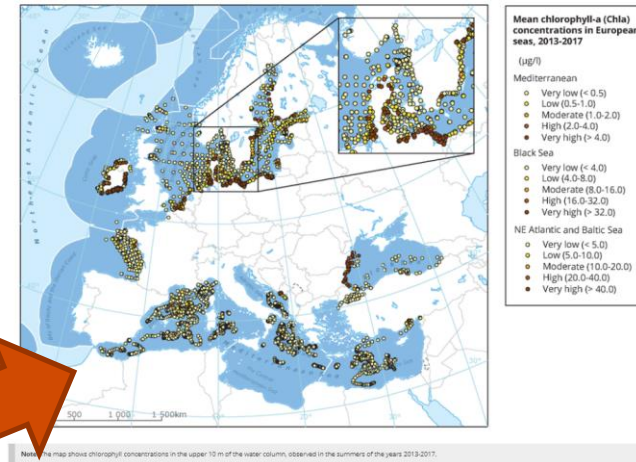 Mean chlorophyll-a (Chla)
concentrations in European
seas, 2013-2017
(µg/l)
Mediterranean
Very low (< 0.5)
Low (0.5-1.0)
Moderate (1.0-2.0)
High (2.0-4.0)
Very high (> 4.0)
Black Sea
Very low (< 4.0)
Low (4.0-8.0)
Moderate (8.0-16.0)
High (16.0-32.0)
Very high (> 32.0)
NE Atlantic and Baltic Sea
Very low (< 5.0)
Low (5.0-10.0)
Moderate (10.0-20.0)
High (20.0-40.0)
Very high (> 40.0)
North-east Atlantic Ocean
500 1 000 1 500km
Note: The map shows chlorophyll concentrations in the upper 10 m of the water column, observed in the summers of the years 2013-2017.